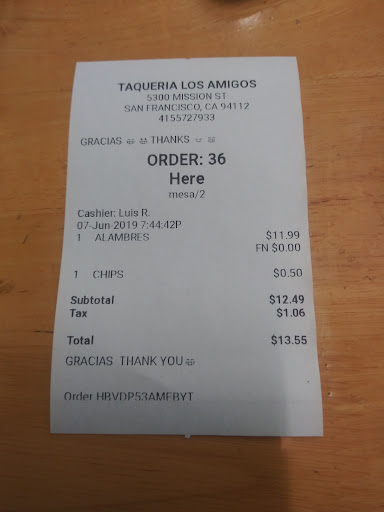 TAQUERIA LOS AMIGOS
5300 MISSION ST
SAN FRANCISCO, CA 94112
4155727933
GRACIAS THANKS
ORDER: 36
Here
mesa/2
Cashier: Luis R.
07-Jun-2019 7:44:42P
1 ALAMBRES $11.99
FN $0.00
1 CHIPS $0.50
Subtotal $12.49
Tax $1.06
Total $13.55
GRACIAS THANK YOU
Order HBVDP53AMFBYT